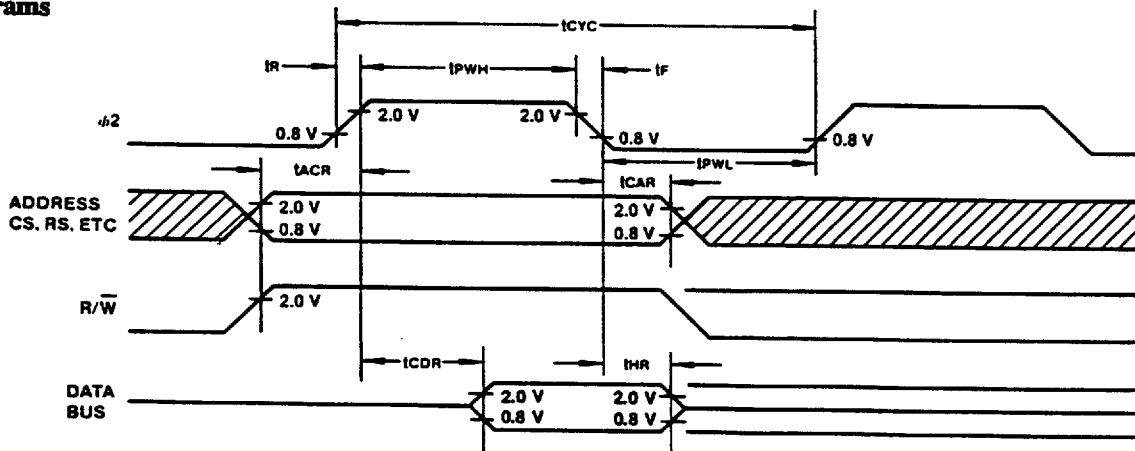 rams
tCYC
tR
tPWH
tF
ϕ2
0.8 V
2.0 V
2.0 V
0.8 V
0.8 V
tPWL
tACR
tCAR
ADDRESS
CS, RS, ETC
2.0 V
0.8 V
2.0 V
0.8 V
R/W̅
2.0 V
tCDR
tHR
DATA
BUS
2.0 V
0.8 V
2.0 V
0.8 V